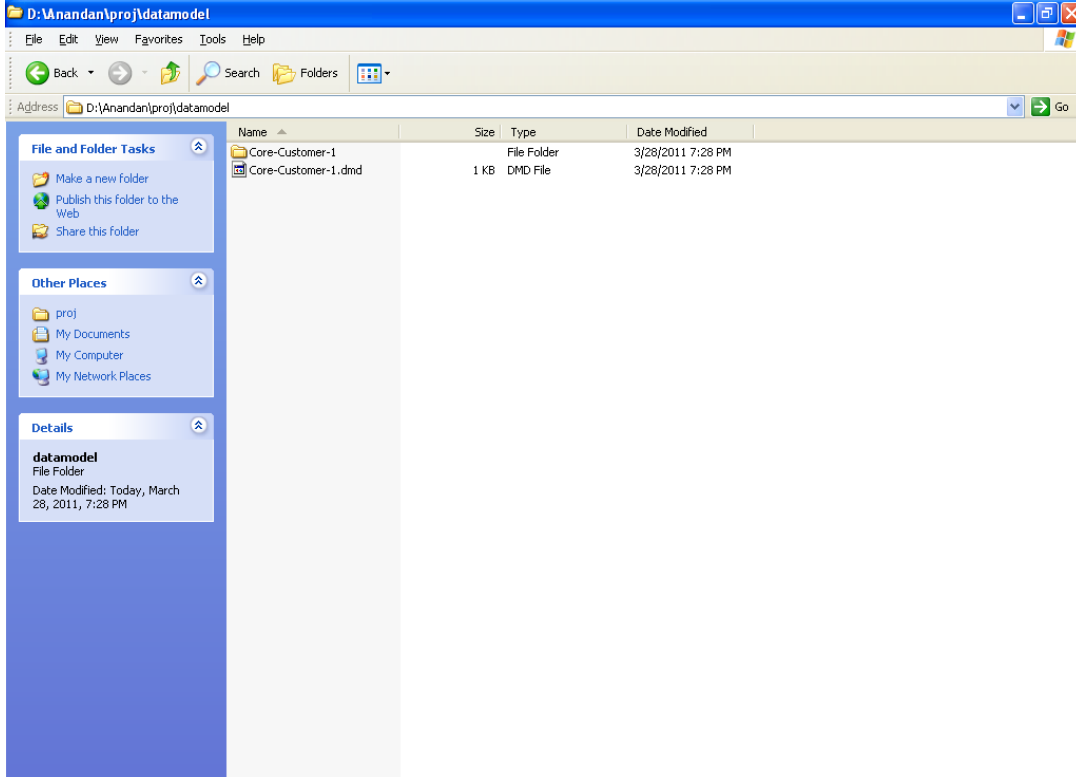 D:\Anandan\proj\datamodel
File Edit View Favorites Tools Help
Back Search Folders
Address D:\Anandan\proj\datamodel Go
Name Size Type Date Modified
Core-Customer-1 File Folder 3/28/2011 7:28 PM
Core-Customer-1.dmd 1 KB DMD File 3/28/2011 7:28 PM
File and Folder Tasks
Make a new folder
Publish this folder to the
Web
Share this folder
Other Places
proj
My Documents
My Computer
My Network Places
Details
datamodel
File Folder
Date Modified: Today, March
28, 2011, 7:28 PM